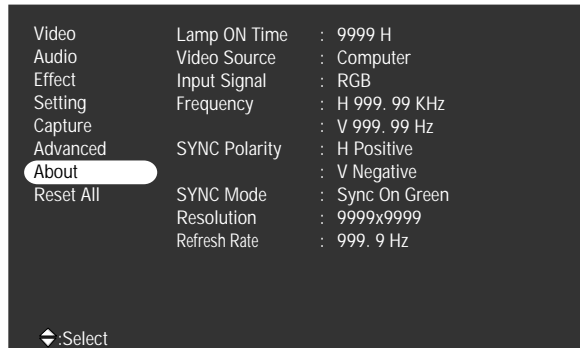 Video Lamp ON Time : 9999 H
Audio Video Source : Computer
Effect Input Signal : RGB
Setting Frequency : H 999. 99 KHz
Capture : V 999. 99 Hz
Advanced SYNC Polarity : H Positive
About : V Negative
Reset All SYNC Mode : Sync On Green
Resolution : 9999x9999
Refresh Rate : 999. 9 Hz
:Select